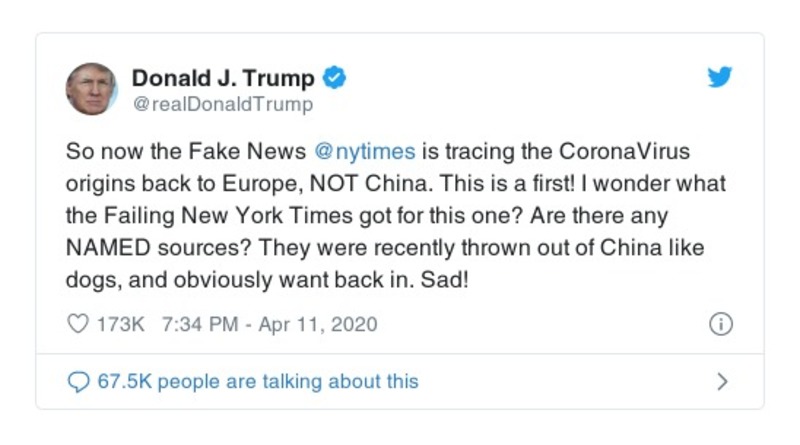 Donald J. Trump
@realDonaldTrump
So now the Fake News @nytimes is tracing the CoronaVirus
origins back to Europe, NOT China. This is a first! I wonder what
the Failing New York Times got for this one? Are there any
NAMED sources? They were recently thrown out of China like
dogs, and obviously want back in. Sad!
173K 7:34 PM - Apr 11, 2020
67.5K people are talking about this